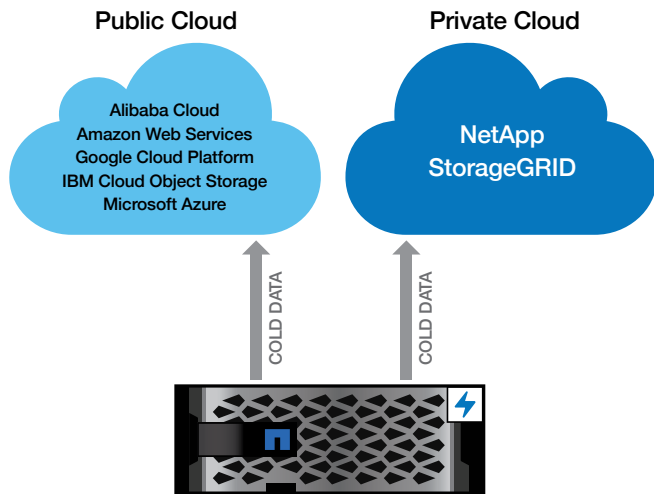 Public Cloud
Alibaba Cloud
Amazon Web Services
Google Cloud Platform
IBM Cloud Object Storage
Microsoft Azure
Private Cloud
NetApp
StorageGRID
COLD DATA
COLD DATA